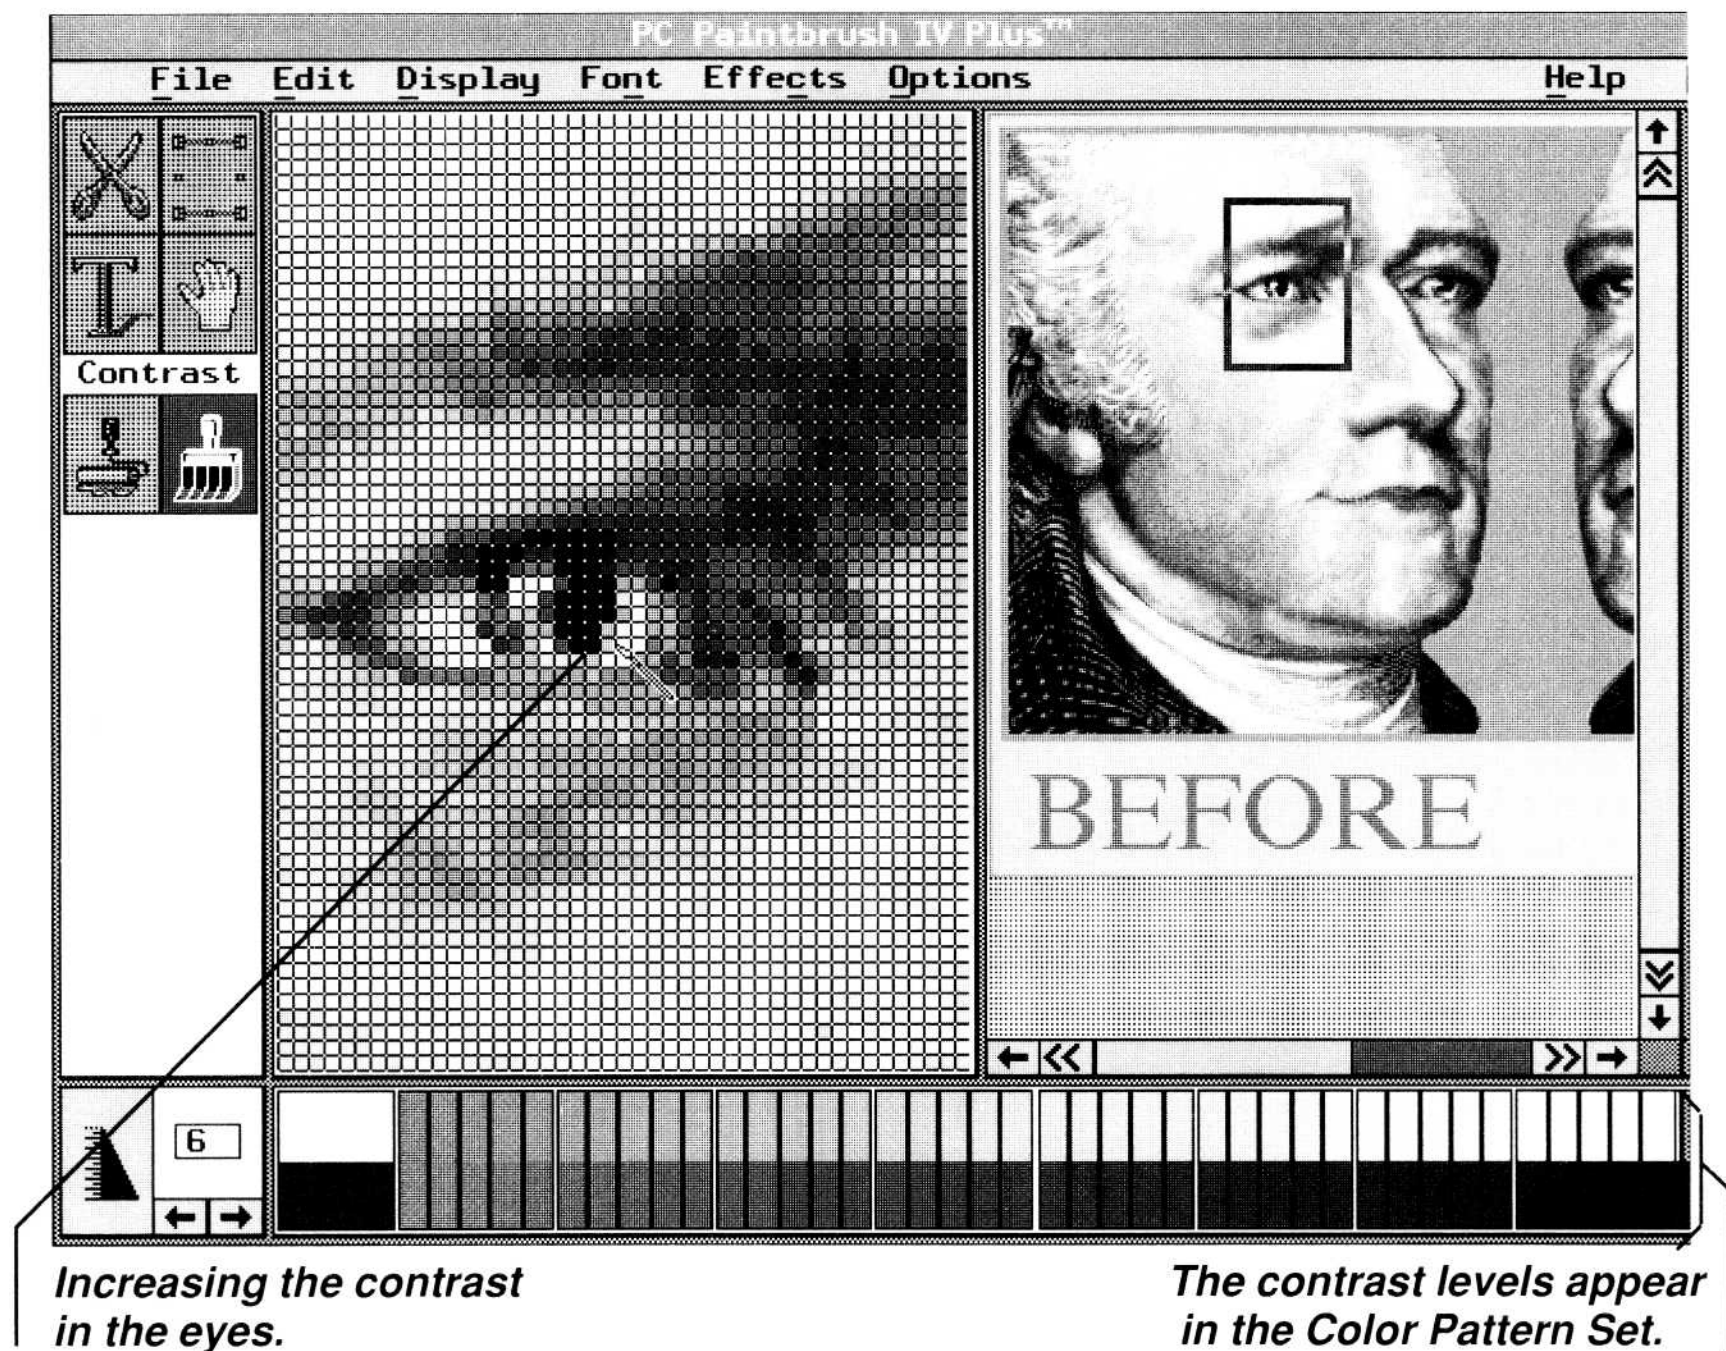 PC Paintbrush IV Plus™
File Edit Display Font Effects Options Help
T
Contrast
BEFORE
6
Increasing the contrast
in the eyes.
The contrast levels appear
in the Color Pattern Set.